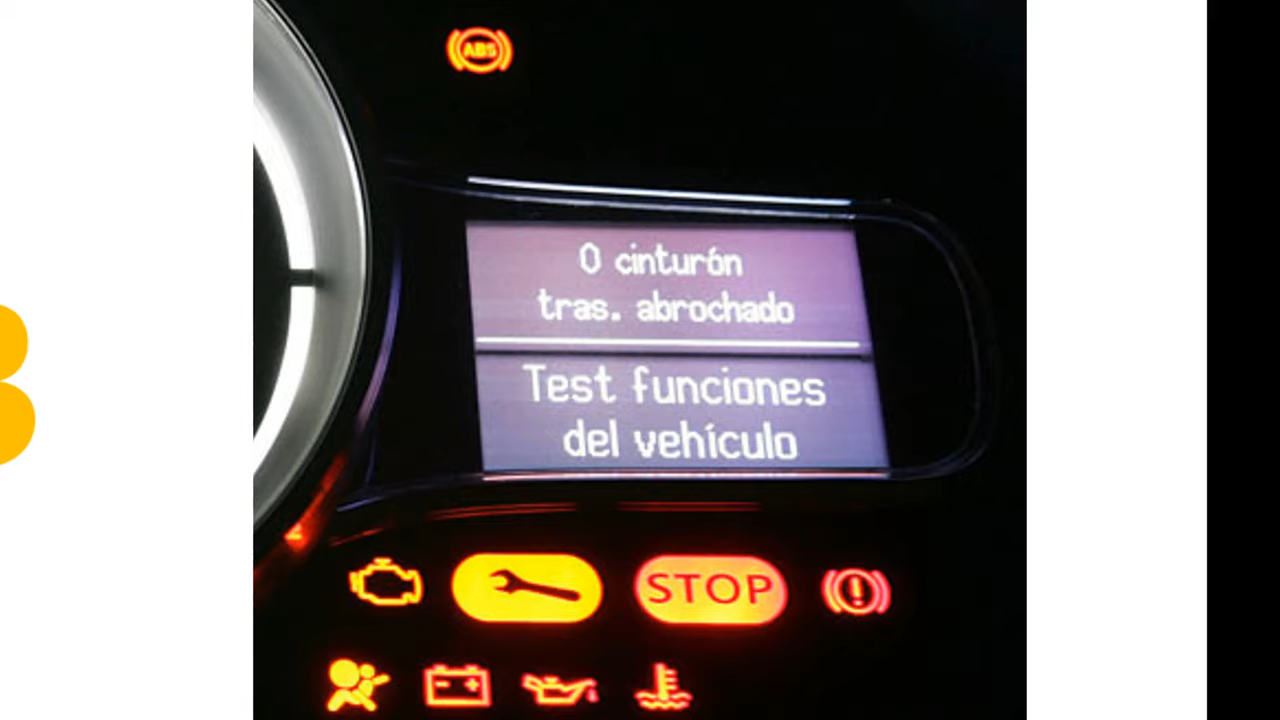 ABS
0 cinturón
tras. abrochado
Test funciones
del vehículo
STOP